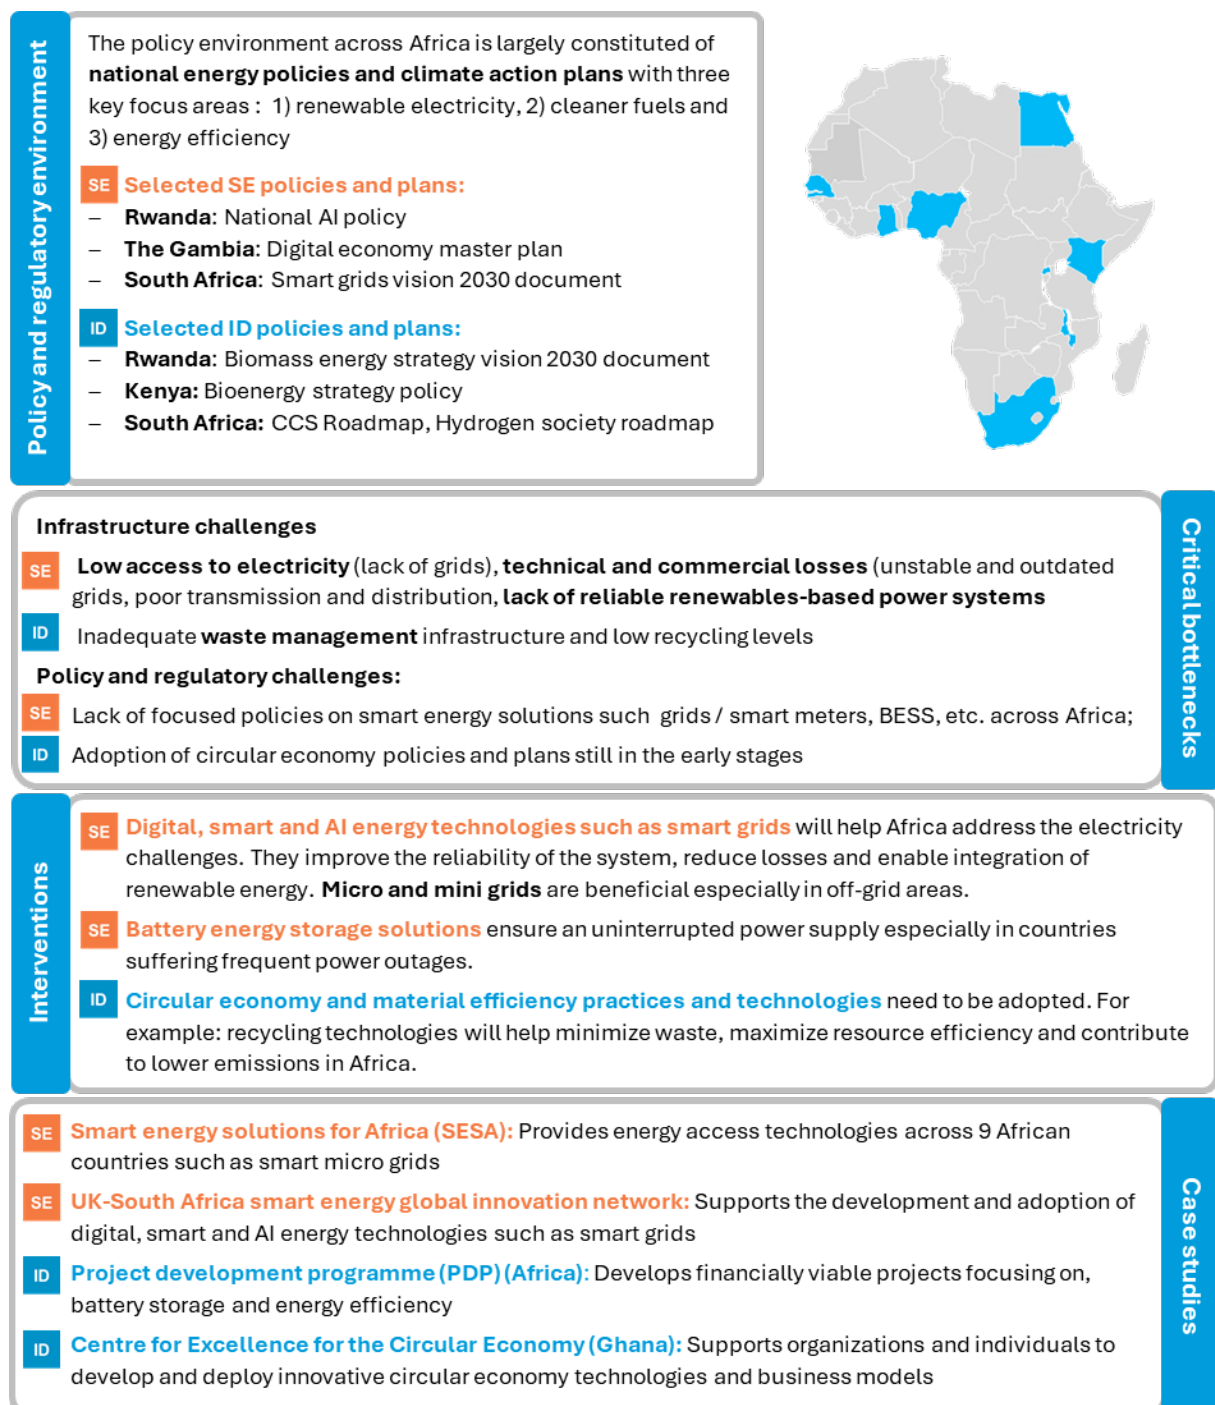 Policy and regulatory environment
The policy environment across Africa is largely constituted of
national energy policies and climate action plans with three
key focus areas : 1) renewable electricity, 2) cleaner fuels and
3) energy efficiency
SE Selected SE policies and plans:
– Rwanda: National AI policy
– The Gambia: Digital economy master plan
– South Africa: Smart grids vision 2030 document
ID Selected ID policies and plans:
– Rwanda: Biomass energy strategy vision 2030 document
– Kenya: Bioenergy strategy policy
– South Africa: CCS Roadmap, Hydrogen society roadmap
Critical bottlenecks
Infrastructure challenges
SE Low access to electricity (lack of grids), technical and commercial losses (unstable and outdated
grids, poor transmission and distribution, lack of reliable renewables-based power systems
ID Inadequate waste management infrastructure and low recycling levels
Policy and regulatory challenges:
SE Lack of focused policies on smart energy solutions such grids / smart meters, BESS, etc. across Africa;
ID Adoption of circular economy policies and plans still in the early stages
Interventions
SE Digital, smart and AI energy technologies such as smart grids will help Africa address the electricity
challenges. They improve the reliability of the system, reduce losses and enable integration of
renewable energy. Micro and mini grids are beneficial especially in off-grid areas.
SE Battery energy storage solutions ensure an uninterrupted power supply especially in countries
suffering frequent power outages.
ID Circular economy and material efficiency practices and technologies need to be adopted. For
example: recycling technologies will help minimize waste, maximize resource efficiency and contribute
to lower emissions in Africa.
Case studies
SE Smart energy solutions for Africa (SESA): Provides energy access technologies across 9 African
countries such as smart micro grids
SE UK-South Africa smart energy global innovation network: Supports the development and adoption of
digital, smart and AI energy technologies such as smart grids
ID Project development programme (PDP) (Africa): Develops financially viable projects focusing on,
battery storage and energy efficiency
ID Centre for Excellence for the Circular Economy (Ghana): Supports organizations and individuals to
develop and deploy innovative circular economy technologies and business models